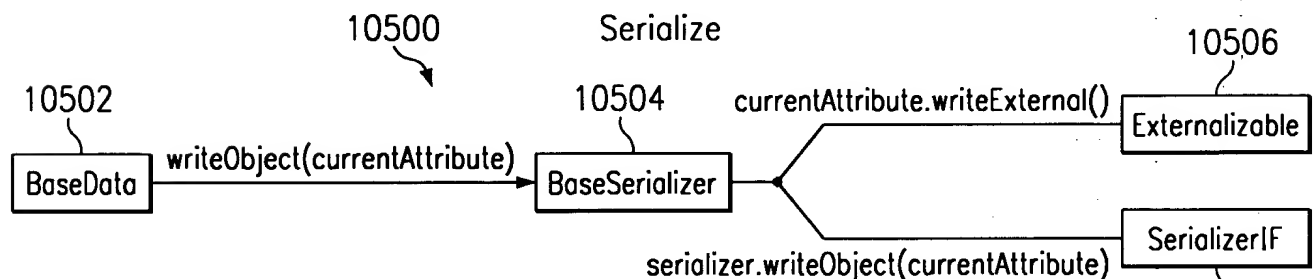 10500
Serialize
10506
10502
10504
currentAttribute.writeExternal()
Externalizable
writeObject(currentAttribute)
BaseData
BaseSerializer
SerializerIF
serializer.writeObject(currentAttribute)